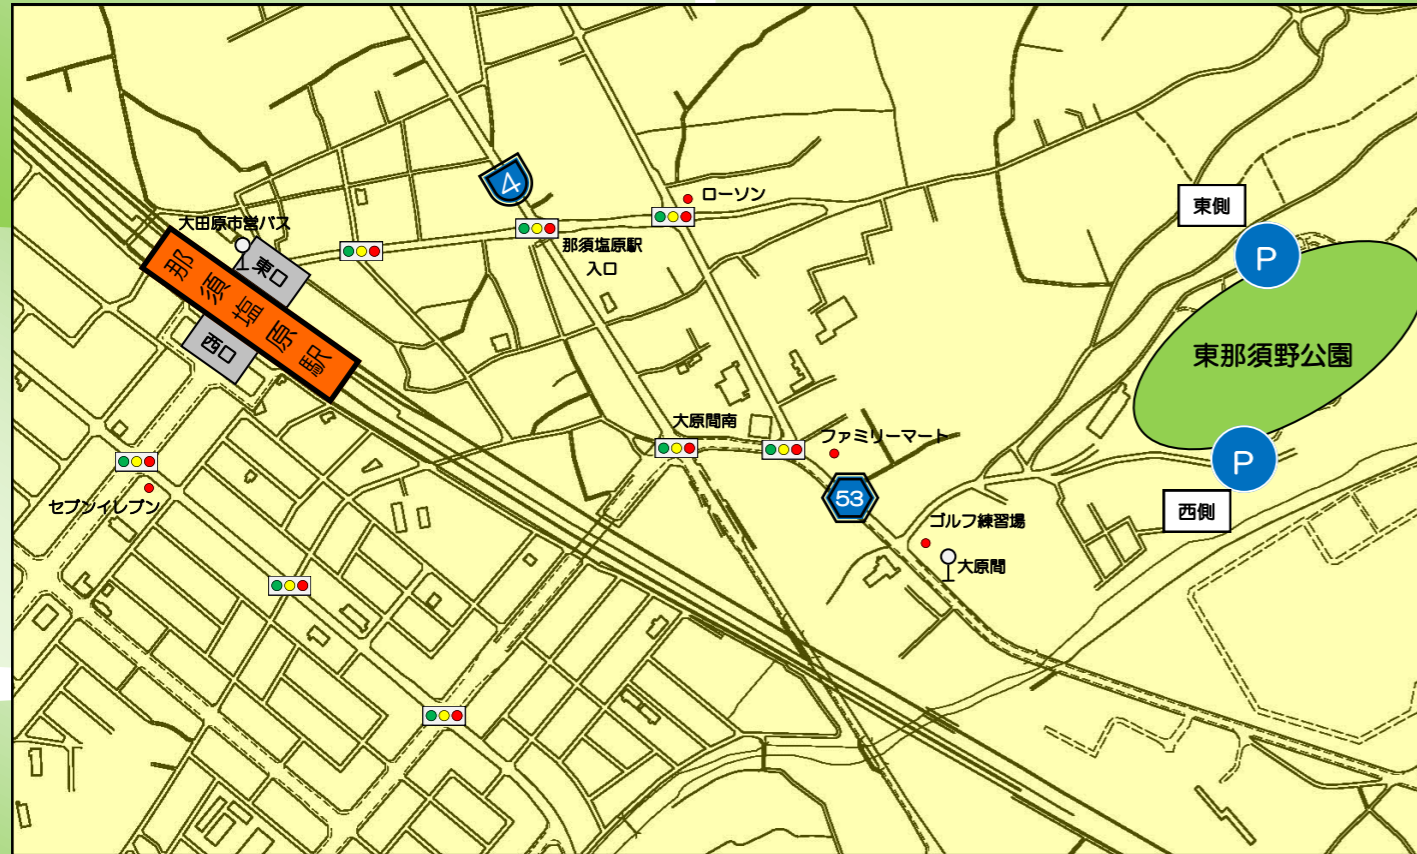 4
ローソン
東側
大田原市営バス
P
東口
那須塩原駅
入口
那須塩原駅
西口
東那須野公園
大原間南
ファミリーマート
P
セブンイレブン
53
西側
ゴルフ練習場
大原間